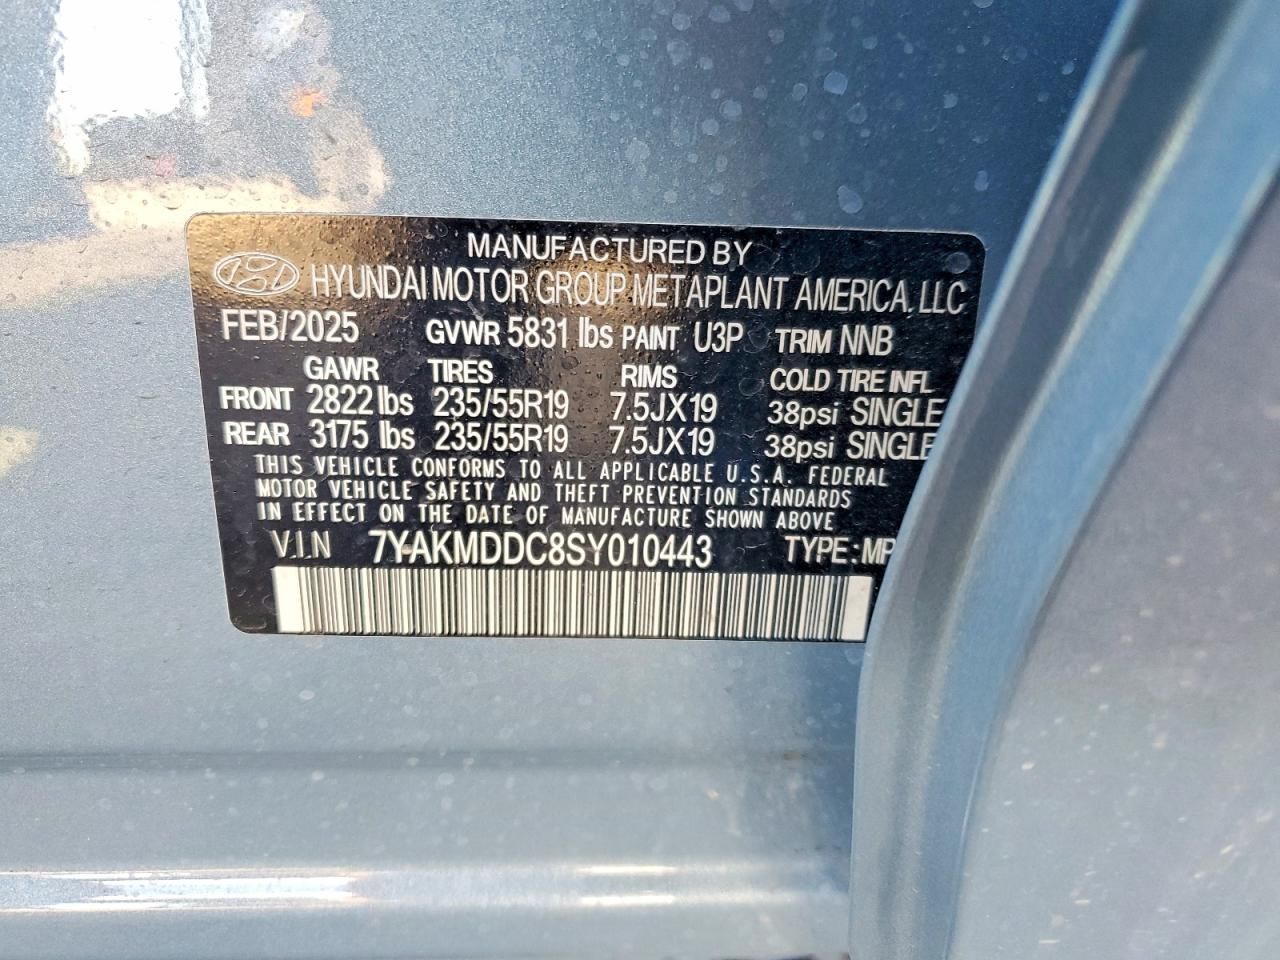 MANUFACTURED BY
HYUNDAI MOTOR GROUP METAPLANT AMERICA, LLC
FEB/2025 GVWR 5831 lbs PAINT U3P TRIM NNB
GAWR TIRES RIMS COLD TIRE INFL
FRONT 2822 lbs 235/55R19 7.5JX19 38psi SINGLE
REAR 3175 lbs 235/55R19 7.5JX19 38psi SINGLE
THIS VEHICLE CONFORMS TO ALL APPLICABLE U.S.A. FEDERAL
MOTOR VEHICLE SAFETY AND THEFT PREVENTION STANDARDS
IN EFFECT ON THE DATE OF MANUFACTURE SHOWN ABOVE
V.I.N 7YAKMDDC8SY010443 TYPE:MP